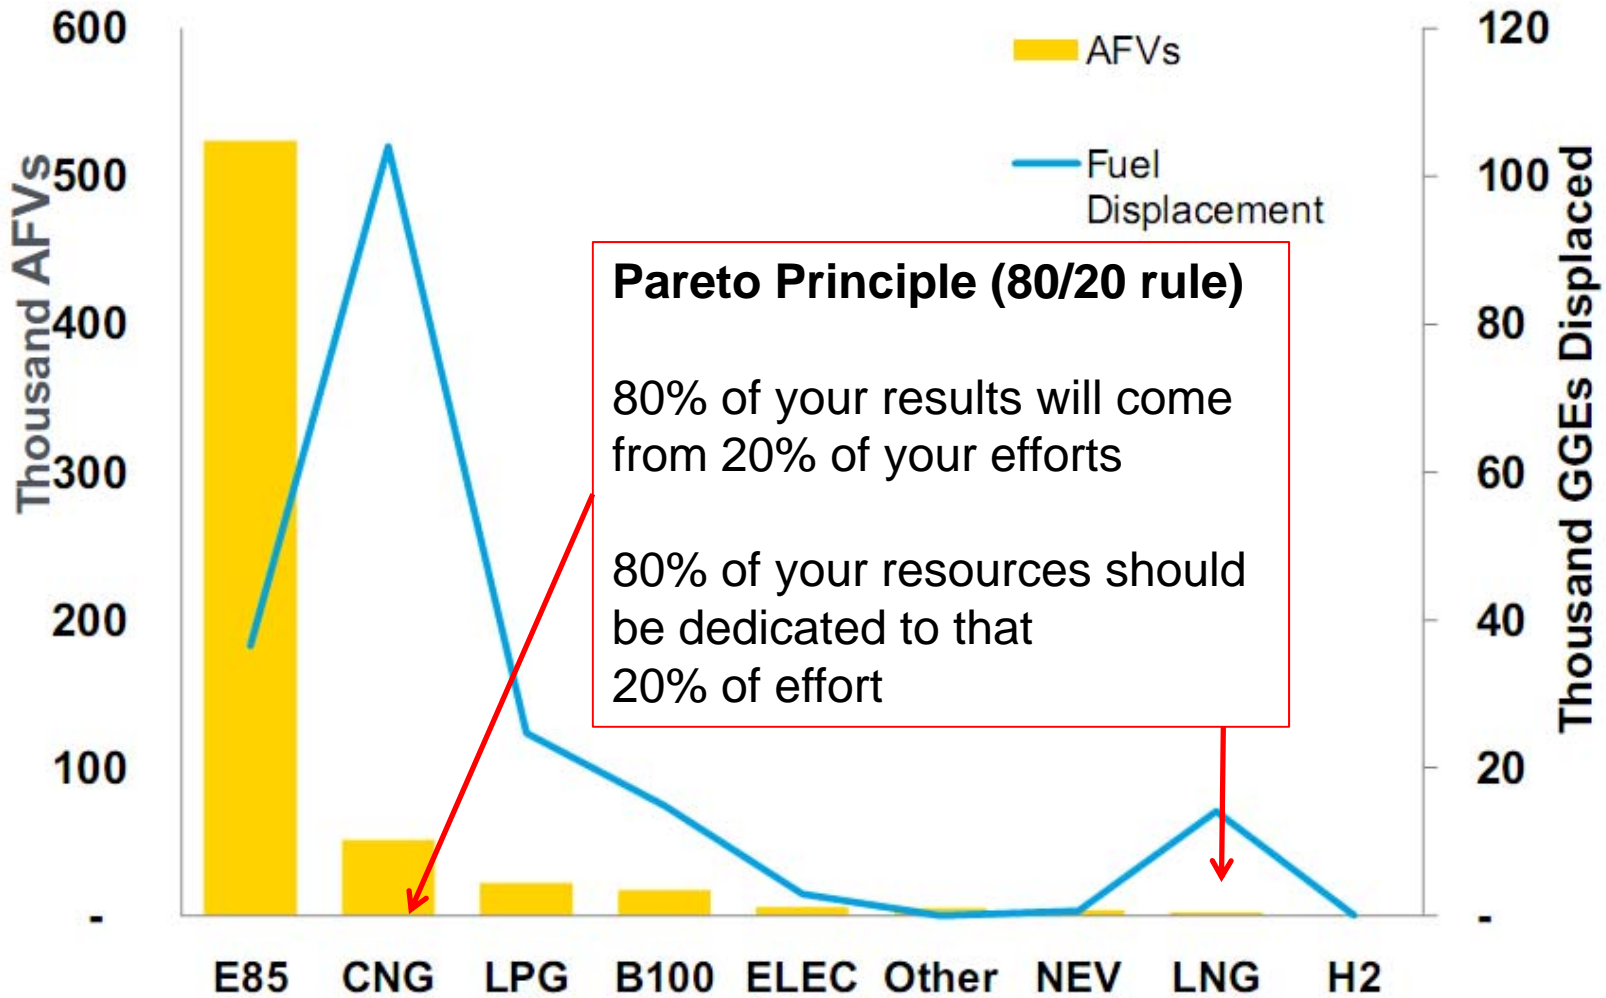 600
500
400
300
200
100
-
Thousand AFVs
AFVs
Fuel
Displacement
Pareto Principle (80/20 rule)
80% of your results will come
from 20% of your efforts
80% of your resources should
be dedicated to that
20% of effort
120
100
80
60
40
20
-
Thousand GGEs Displaced
E85 CNG LPG B100 ELEC Other NEV LNG H2